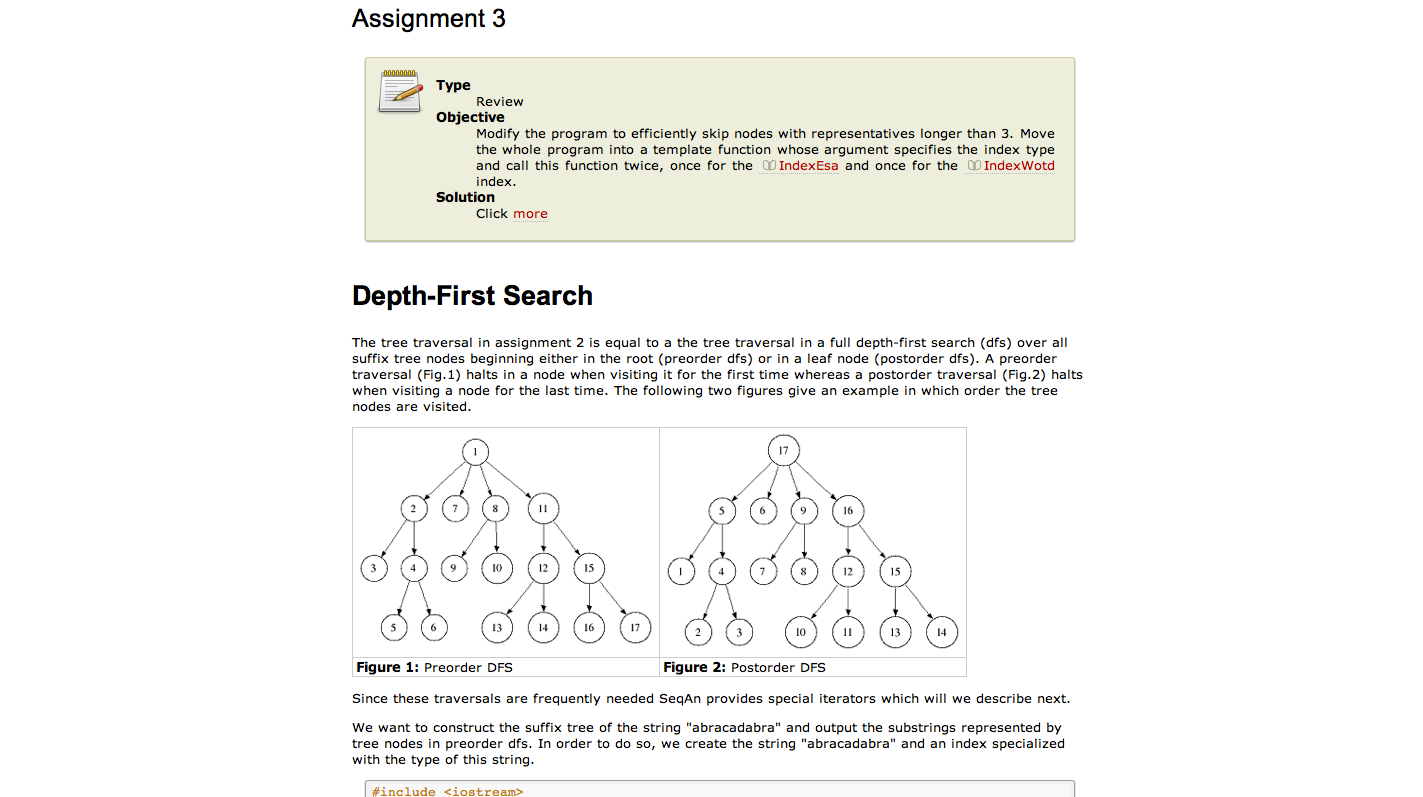 Assignment 3
Type
Review
Objective
Modify the program to efficiently skip nodes with representatives longer than 3. Move
the whole program into a template function whose argument specifies the index type
and call this function twice, once for the IndexEsa and once for the IndexWotd
index.
Solution
Click more
Depth-First Search
The tree traversal in assignment 2 is equal to a the tree traversal in a full depth-first search (dfs) over all
suffix tree nodes beginning either in the root (preorder dfs) or in a leaf node (postorder dfs). A preorder
traversal (Fig.1) halts in a node when visiting it for the first time whereas a postorder traversal (Fig.2) halts
when visiting a node for the last time. The following two figures give an example in which order the tree
nodes are visited.
1
2 7 8 11
3 4 9 10 12 15
5 6 13 14 16 17
Figure 1: Preorder DFS
17
5 6 9 16
1 4 7 8 12 15
2 3 10 11 13 14
Figure 2: Postorder DFS
Since these traversals are frequently needed SeqAn provides special iterators which will we describe next.
We want to construct the suffix tree of the string "abracadabra" and output the substrings represented by
tree nodes in preorder dfs. In order to do so, we create the string "abracadabra" and an index specialized
with the type of this string.
#include <iostream>